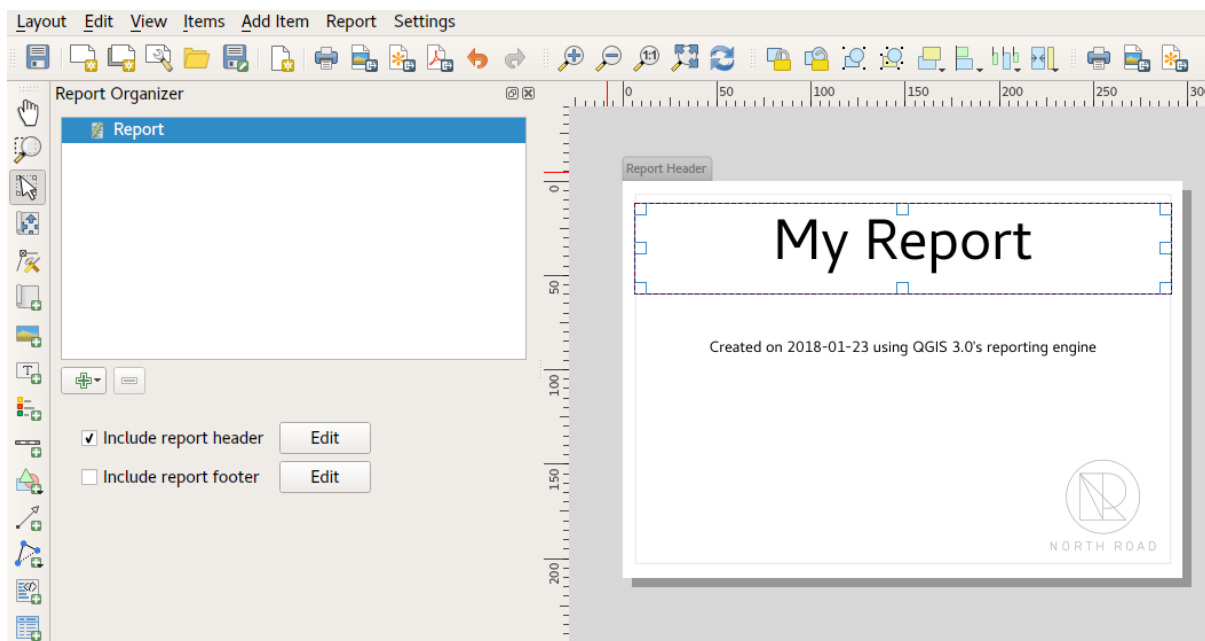 Layout Edit View Items Add Item Report Settings
Report Organizer
Report
Include report header Edit
Include report footer Edit
0 50 100 150 200 250 30
0
50
100
150
200
Report Header
My Report
Created on 2018-01-23 using QGIS 3.0's reporting engine
NORTH ROAD